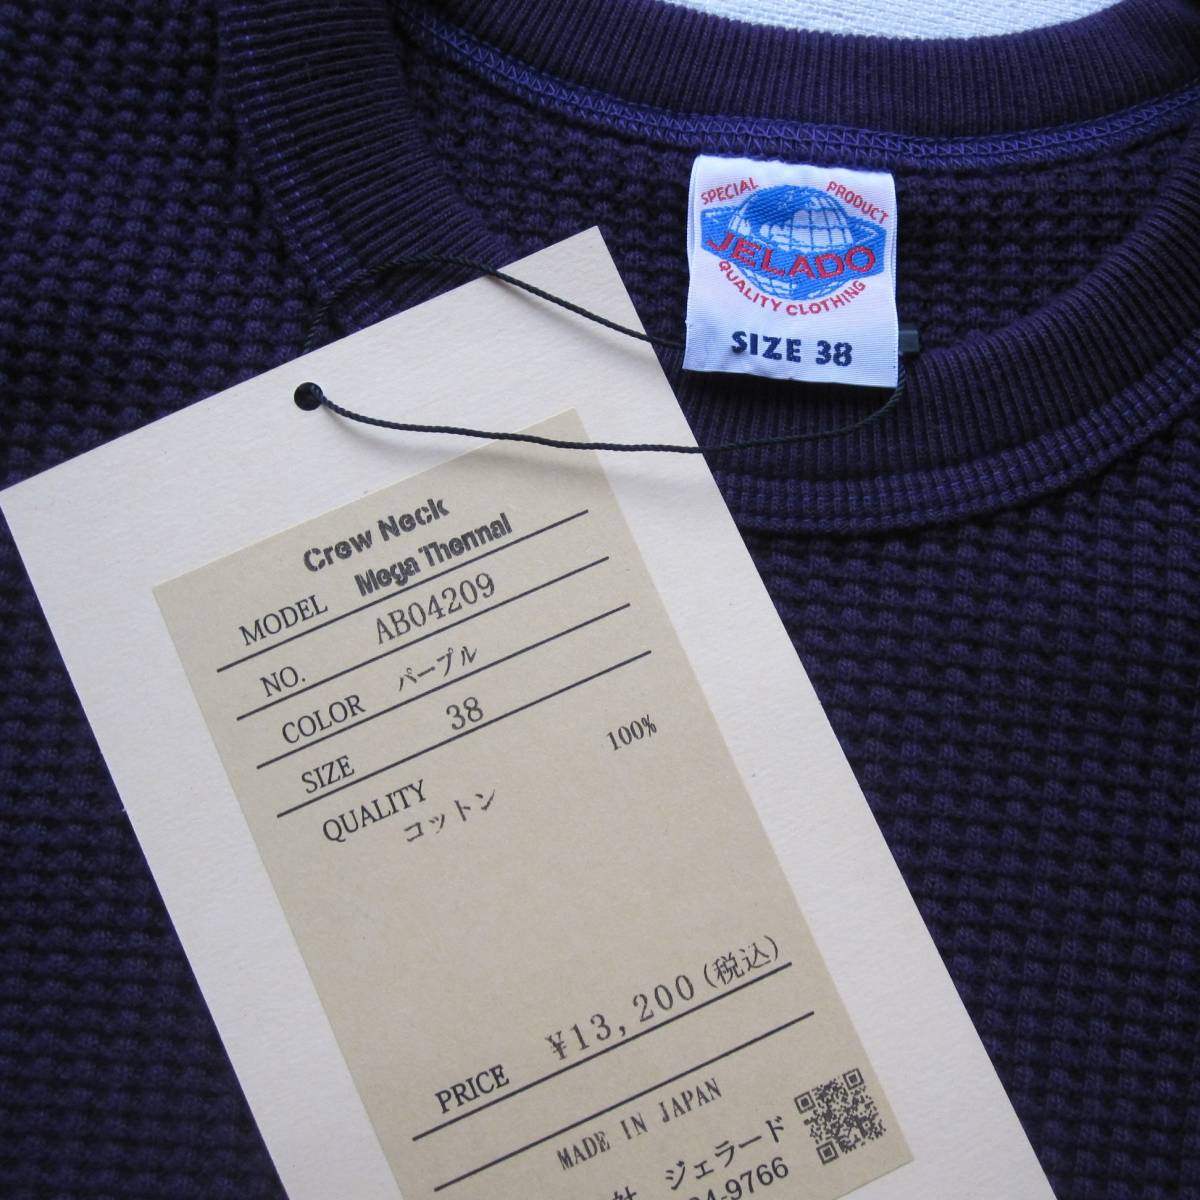 SPECIAL PRODUCT
JELADO
QUALITY CLOTHING
SIZE 38
Crew Neck
MODEL Mega Thermal
NO. AB04209
COLOR パープル
SIZE 38
QUALITY
コットン 100%
PRICE ¥13,200(税込)
MADE IN JAPAN
社 ジェラード
4-9766